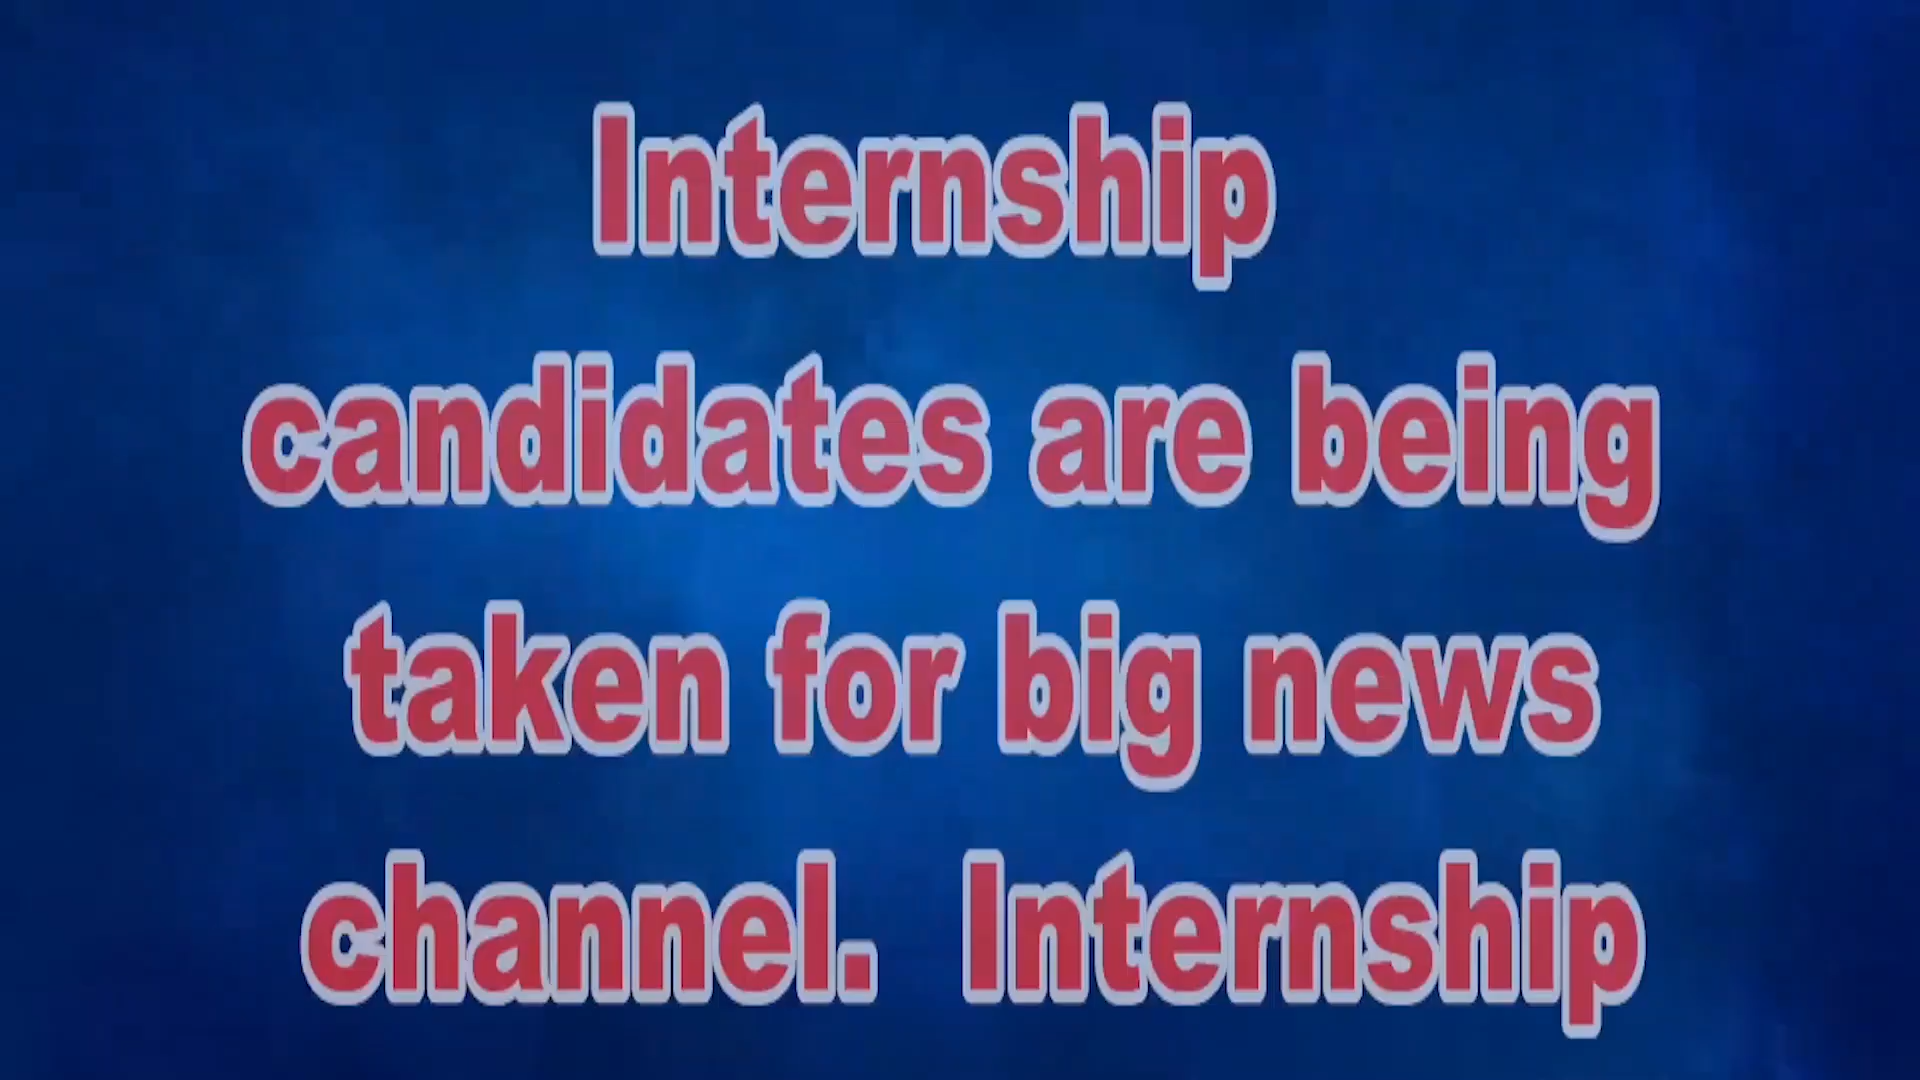 Internship
candidates are being
taken for big news
channel. Internship